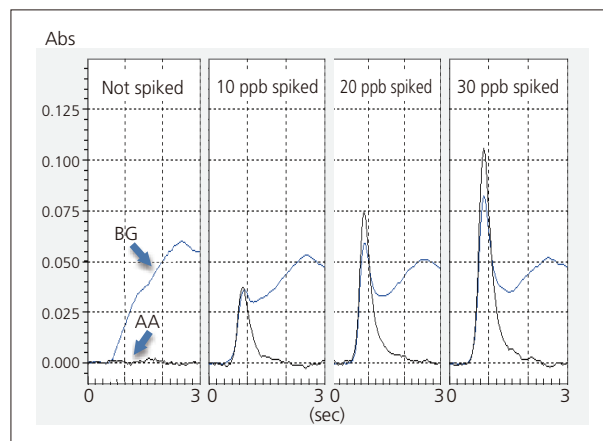 Abs
Not spiked
10 ppb spiked
20 ppb spiked
30 ppb spiked
0.125
0.100
0.075
BG
0.050
0.025
AA
0.000
0 3 0 3 0 3 0 3
(sec)